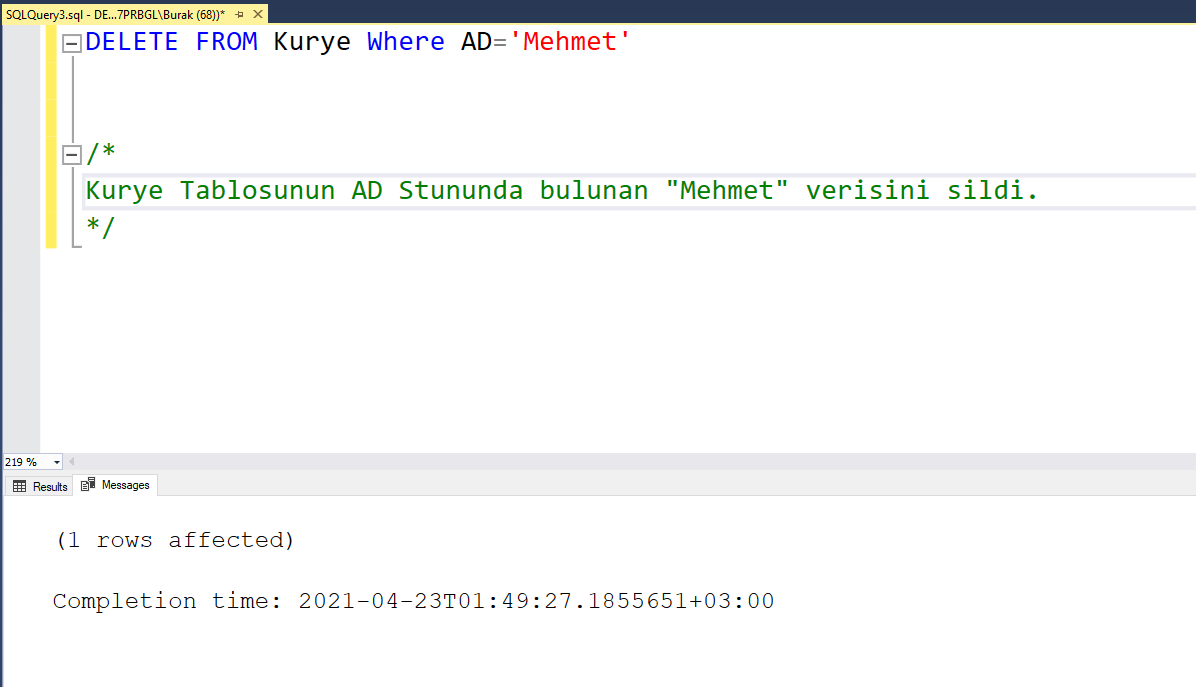 SQLQuery3.sql - DE...7PRBGL\Burak (68))*
DELETE FROM Kurye Where AD='Mehmet'
/*
Kurye Tablosunun AD Stununda bulunan "Mehmet" verisini sildi.
*/
219 %
Results Messages
(1 rows affected)
Completion time: 2021-04-23T01:49:27.1855651+03:00